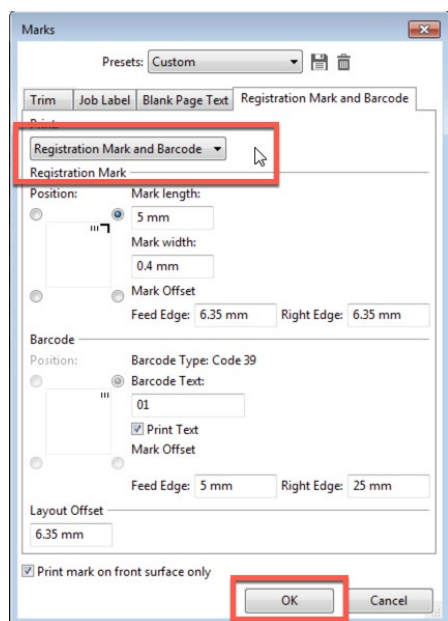 Marks
Presets: Custom
Trim Job Label Blank Page Text Registration Mark and Barcode
Print:
Registration Mark and Barcode
Registration Mark
Position: Mark length:
5 mm
Mark width:
0.4 mm
Mark Offset
Feed Edge: 6.35 mm Right Edge: 6.35 mm
Barcode
Position: Barcode Type: Code 39
Barcode Text:
01
Print Text
Mark Offset
Feed Edge: 5 mm Right Edge: 25 mm
Layout Offset
6.35 mm
Print mark on front surface only
OK Cancel